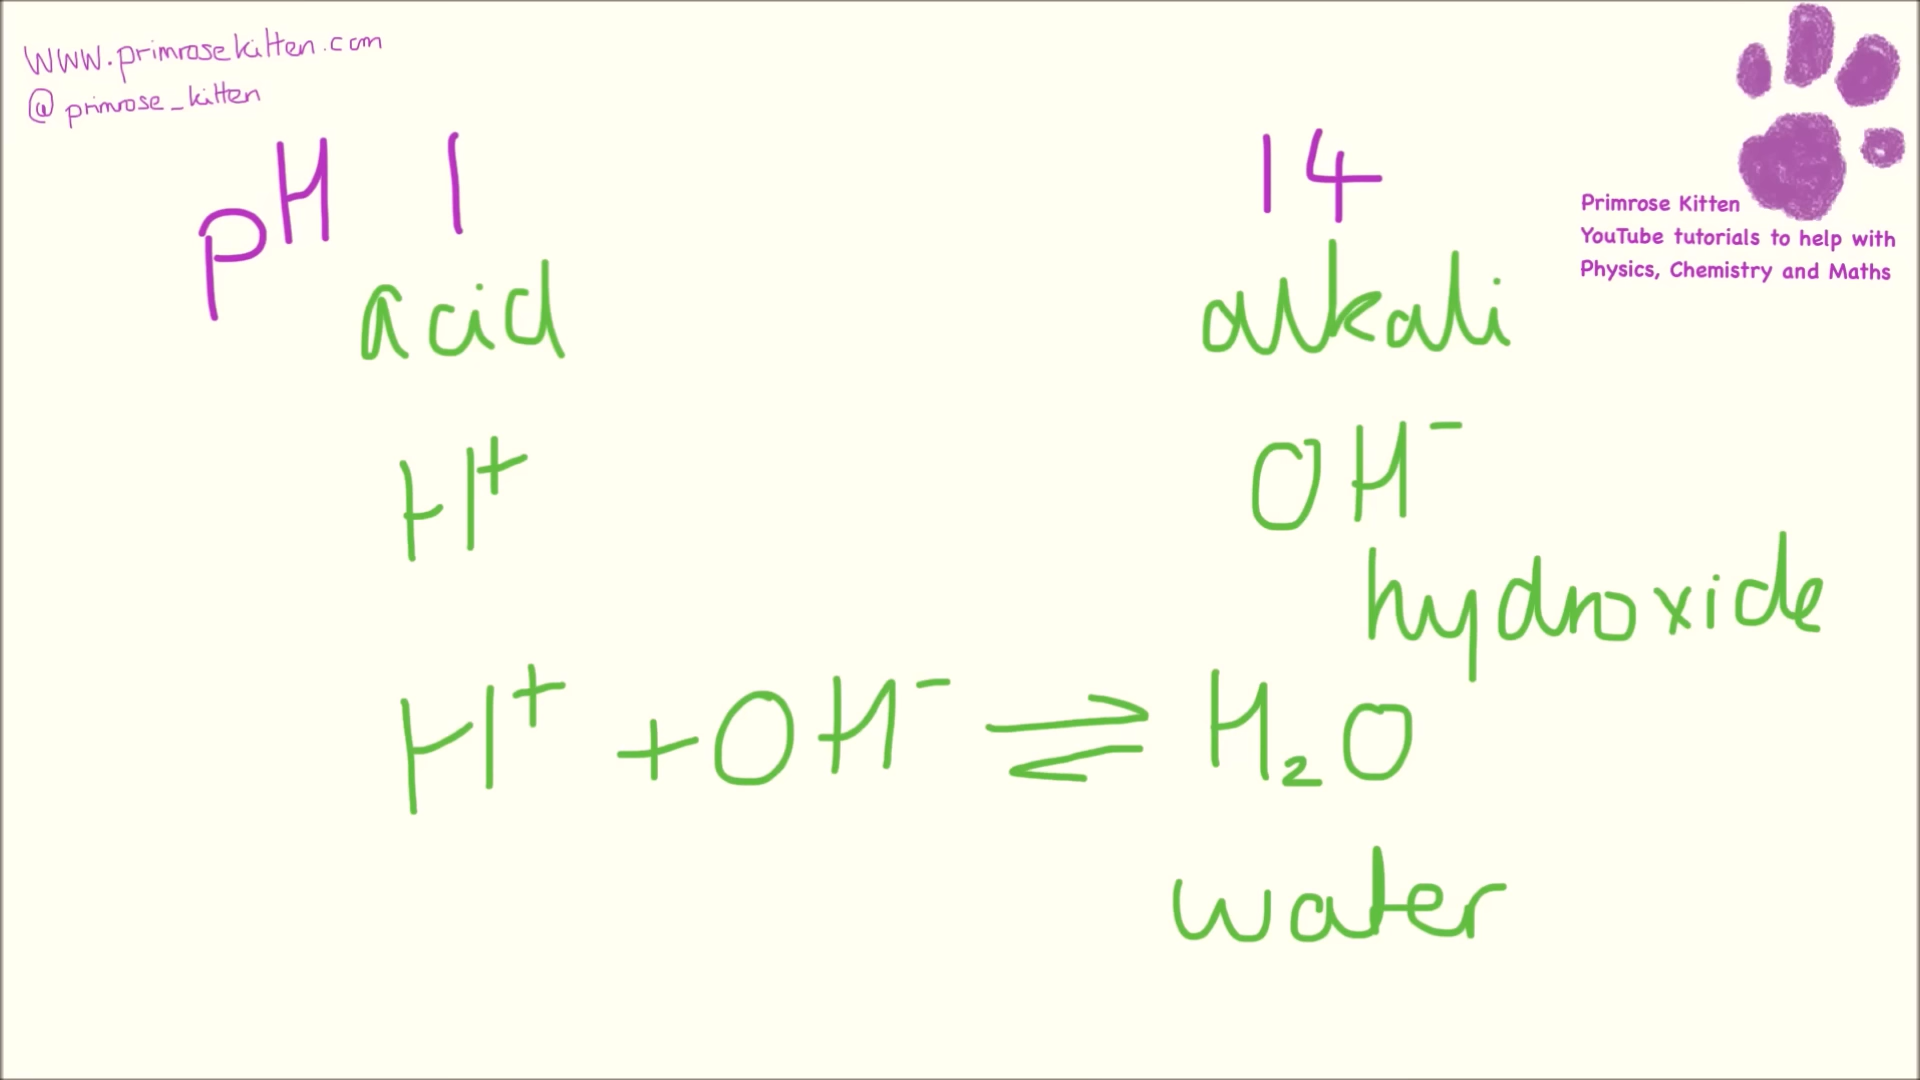 www.primrosekitten.com
@primrose_kitten
pH 1 14
Primrose Kitten
YouTube tutorials to help with
Physics, Chemistry and Maths
acid alkali
H⁺ OH⁻
hydroxide
H⁺ + OH⁻ ⇌ H₂O
water